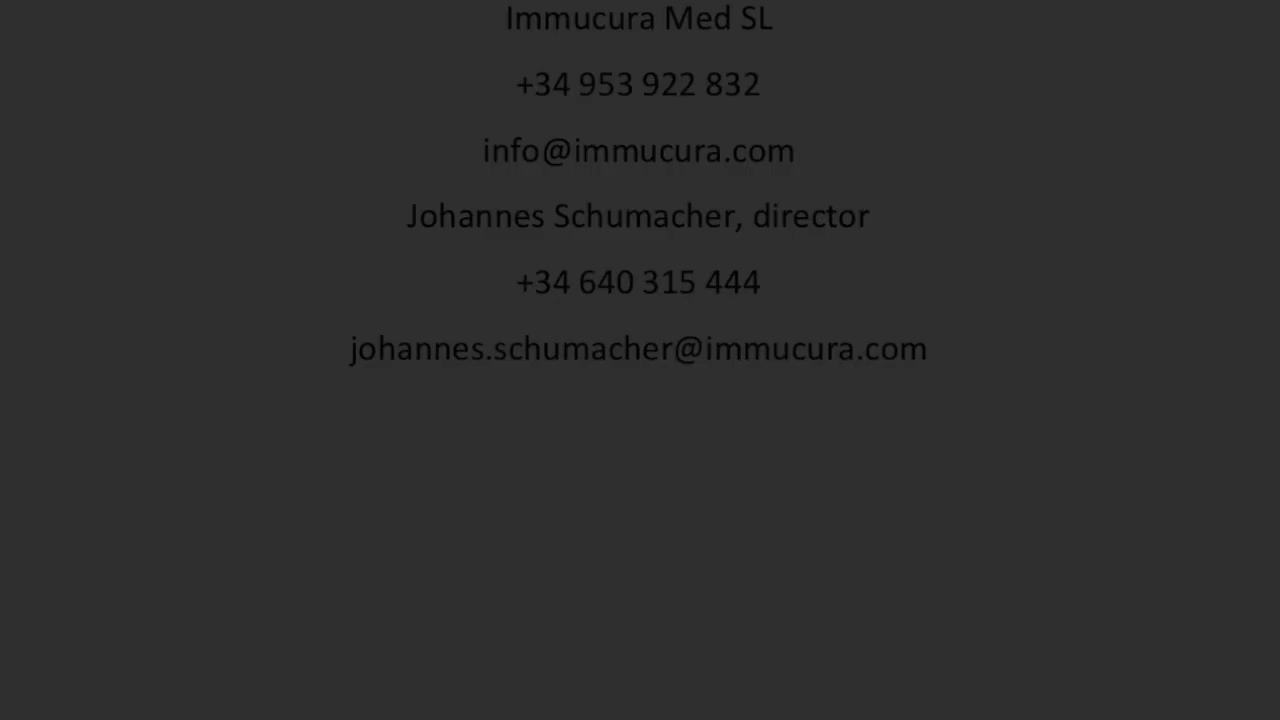 Immucura Med SL
+34 953 922 832
info@immucura.com
Johannes Schumacher, director
+34 640 315 444
johannes.schumacher@immucura.com